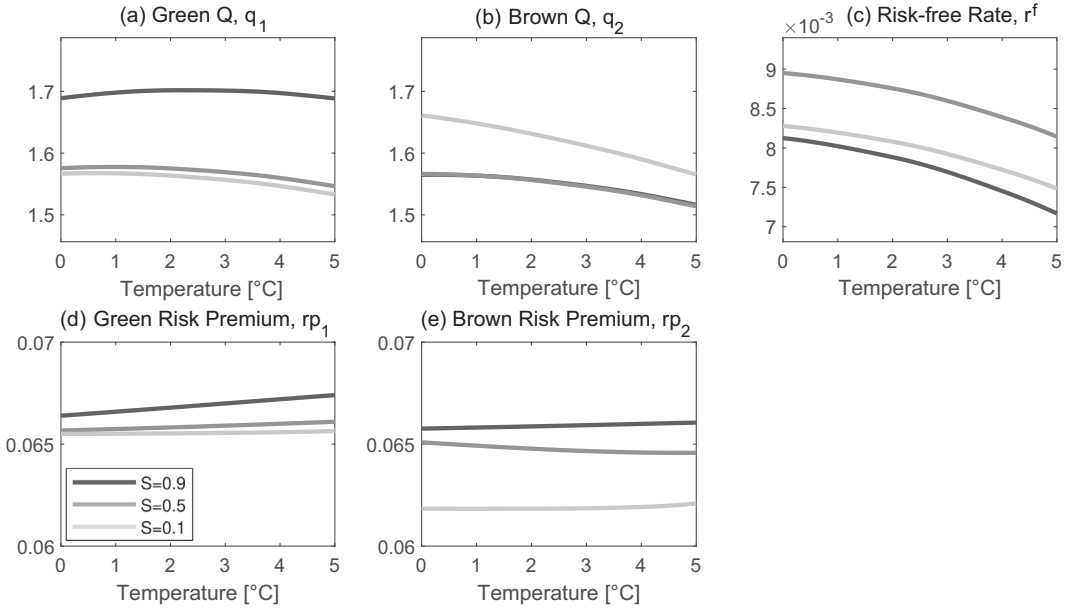 (a) Green Q, q1
1.7
1.6
1.5
0 1 2 3 4 5
Temperature [°C]
(b) Brown Q, q2
1.7
1.6
1.5
0 1 2 3 4 5
Temperature [°C]
(c) Risk-free Rate, r^f
×10^-3
9
8.5
8
7.5
7
0 1 2 3 4 5
Temperature [°C]
(d) Green Risk Premium, rp1
0.07
0.065
0.06
S=0.9
S=0.5
S=0.1
0 1 2 3 4 5
Temperature [°C]
(e) Brown Risk Premium, rp2
0.07
0.065
0.06
0 1 2 3 4 5
Temperature [°C]